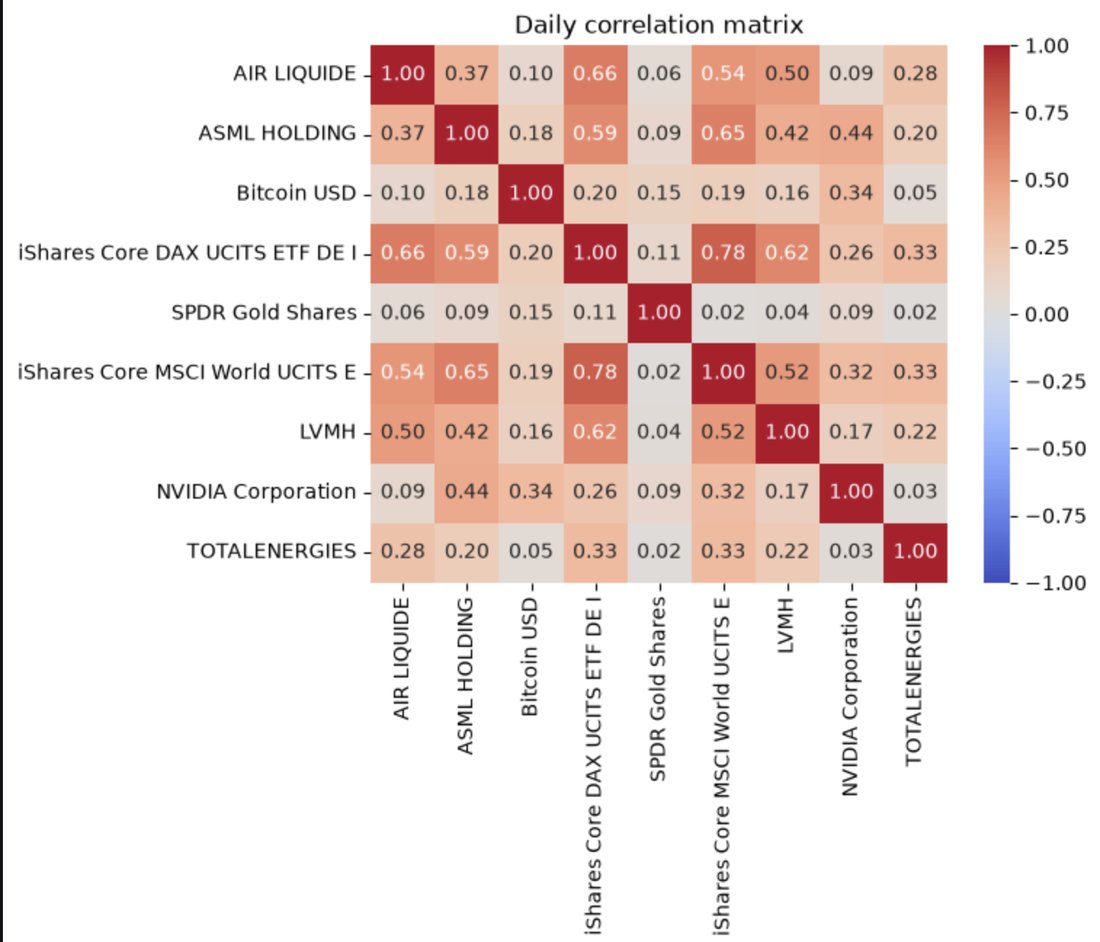 Daily correlation matrix
AIR LIQUIDE 1.00 0.37 0.10 0.66 0.06 0.54 0.50 0.09 0.28
ASML HOLDING 0.37 1.00 0.18 0.59 0.09 0.65 0.42 0.44 0.20
Bitcoin USD 0.10 0.18 1.00 0.20 0.15 0.19 0.16 0.34 0.05
iShares Core DAX UCITS ETF DE I 0.66 0.59 0.20 1.00 0.11 0.78 0.62 0.26 0.33
SPDR Gold Shares 0.06 0.09 0.15 0.11 1.00 0.02 0.04 0.09 0.02
iShares Core MSCI World UCITS E 0.54 0.65 0.19 0.78 0.02 1.00 0.52 0.32 0.33
LVMH 0.50 0.42 0.16 0.62 0.04 0.52 1.00 0.17 0.22
NVIDIA Corporation 0.09 0.44 0.34 0.26 0.09 0.32 0.17 1.00 0.03
TOTALENERGIES 0.28 0.20 0.05 0.33 0.02 0.33 0.22 0.03 1.00
AIR LIQUIDE
ASML HOLDING
Bitcoin USD
iShares Core DAX UCITS ETF DE I
SPDR Gold Shares
iShares Core MSCI World UCITS E
LVMH
NVIDIA Corporation
TOTALENERGIES
1.00
0.75
0.50
0.25
0.00
−0.25
−0.50
−0.75
−1.00